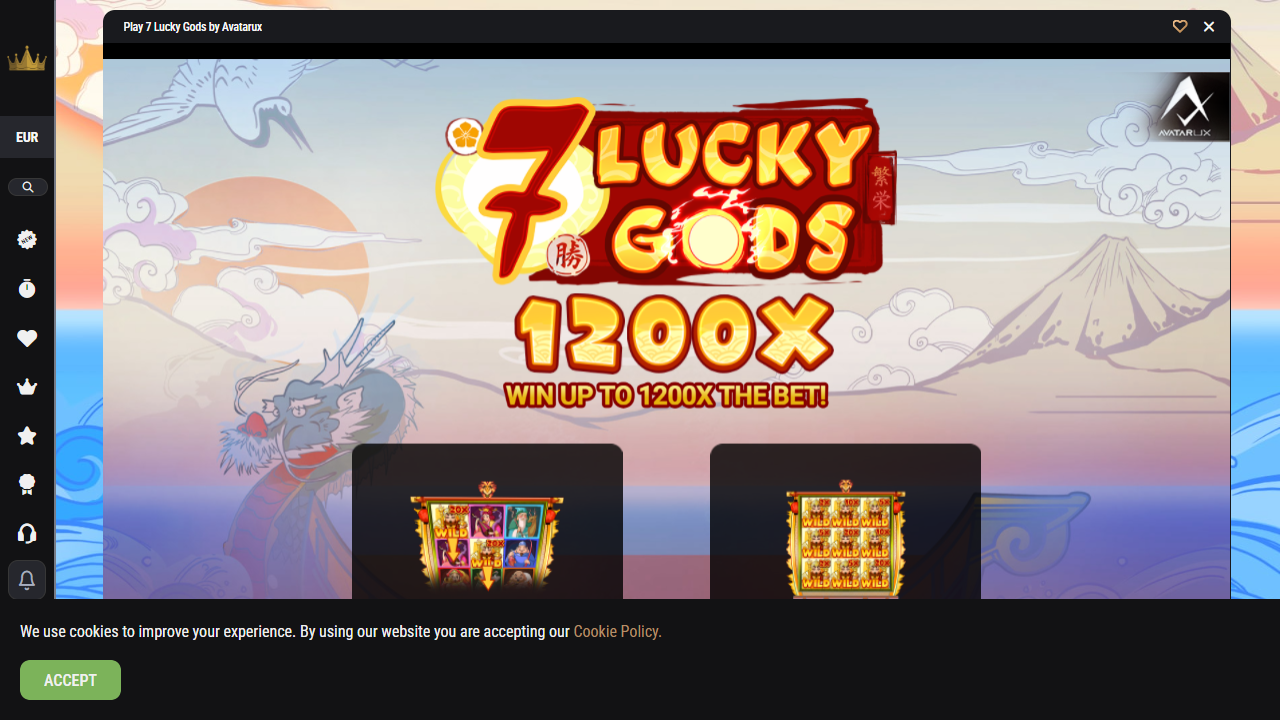 Play 7 Lucky Gods by Avatarux
EUR
NEW
AVATARUX
7 LUCKY
繁
栄
GODS
勝
1200X
WIN UP TO 1200X THE BET!
20X
WILD
20X
WILD
WILD WILD WILD
WILD WILD WILD
WILD WILD WILD
We use cookies to improve your experience. By using our website you are accepting our Cookie Policy.
ACCEPT